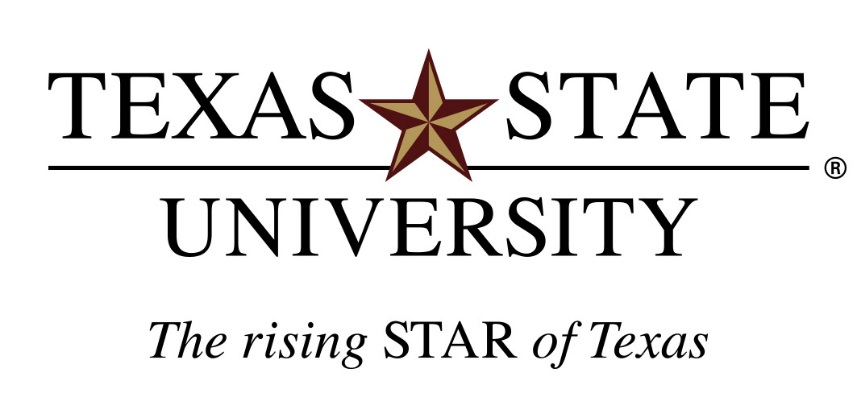 TEXAS STATE ®
UNIVERSITY
The rising STAR of Texas